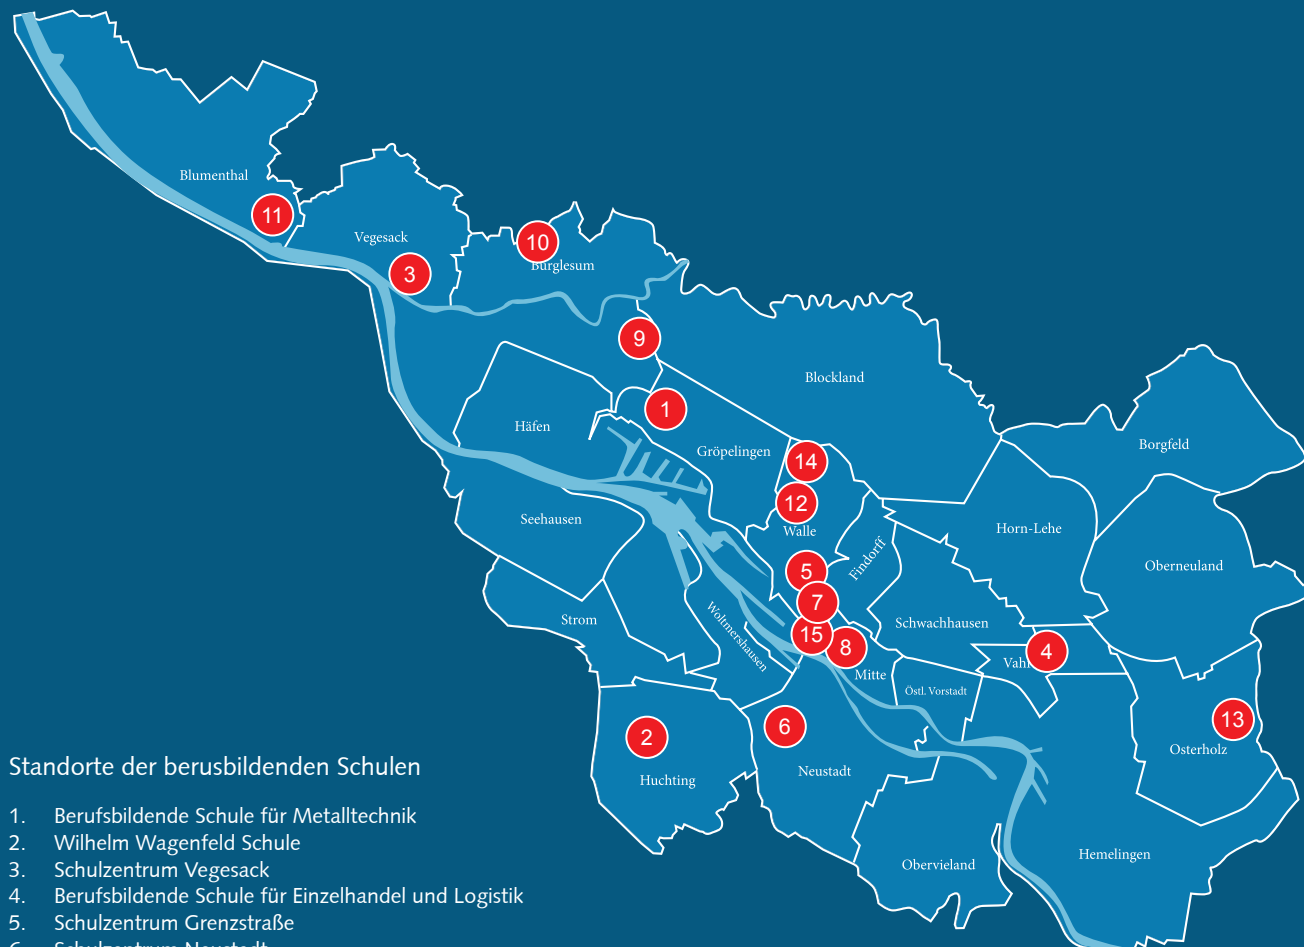 Blumenthal
11
Vegesack
3
10
Burglesum
9
Blockland
1
Häfen
Gröpelingen
Borgfeld
14
12
Seehausen
Walle
Horn-Lehe
Findorff
Oberneuland
5
7
Strom
Woltmershausen
Schwachhausen
15
8
4
Vahr
Mitte
Östl. Vorstadt
2
6
13
Osterholz
Huchting
Neustadt
Obervieland
Hemelingen
Standorte der berusbildenden Schulen
1. Berufsbildende Schule für Metalltechnik
2. Wilhelm Wagenfeld Schule
3. Schulzentrum Vegesack
4. Berufsbildende Schule für Einzelhandel und Logistik
5. Schulzentrum Grenzstraße
6. Schulzentrum Neustadt